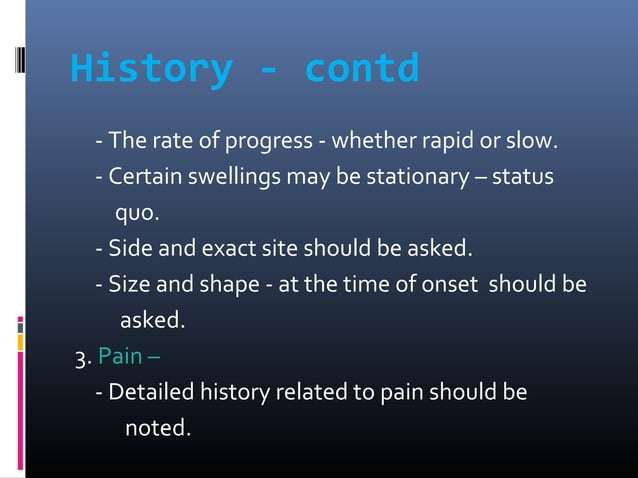 History - contd
- The rate of progress - whether rapid or slow.
- Certain swellings may be stationary – status
quo.
- Side and exact site should be asked.
- Size and shape - at the time of onset should be
asked.
3. Pain –
- Detailed history related to pain should be
noted.